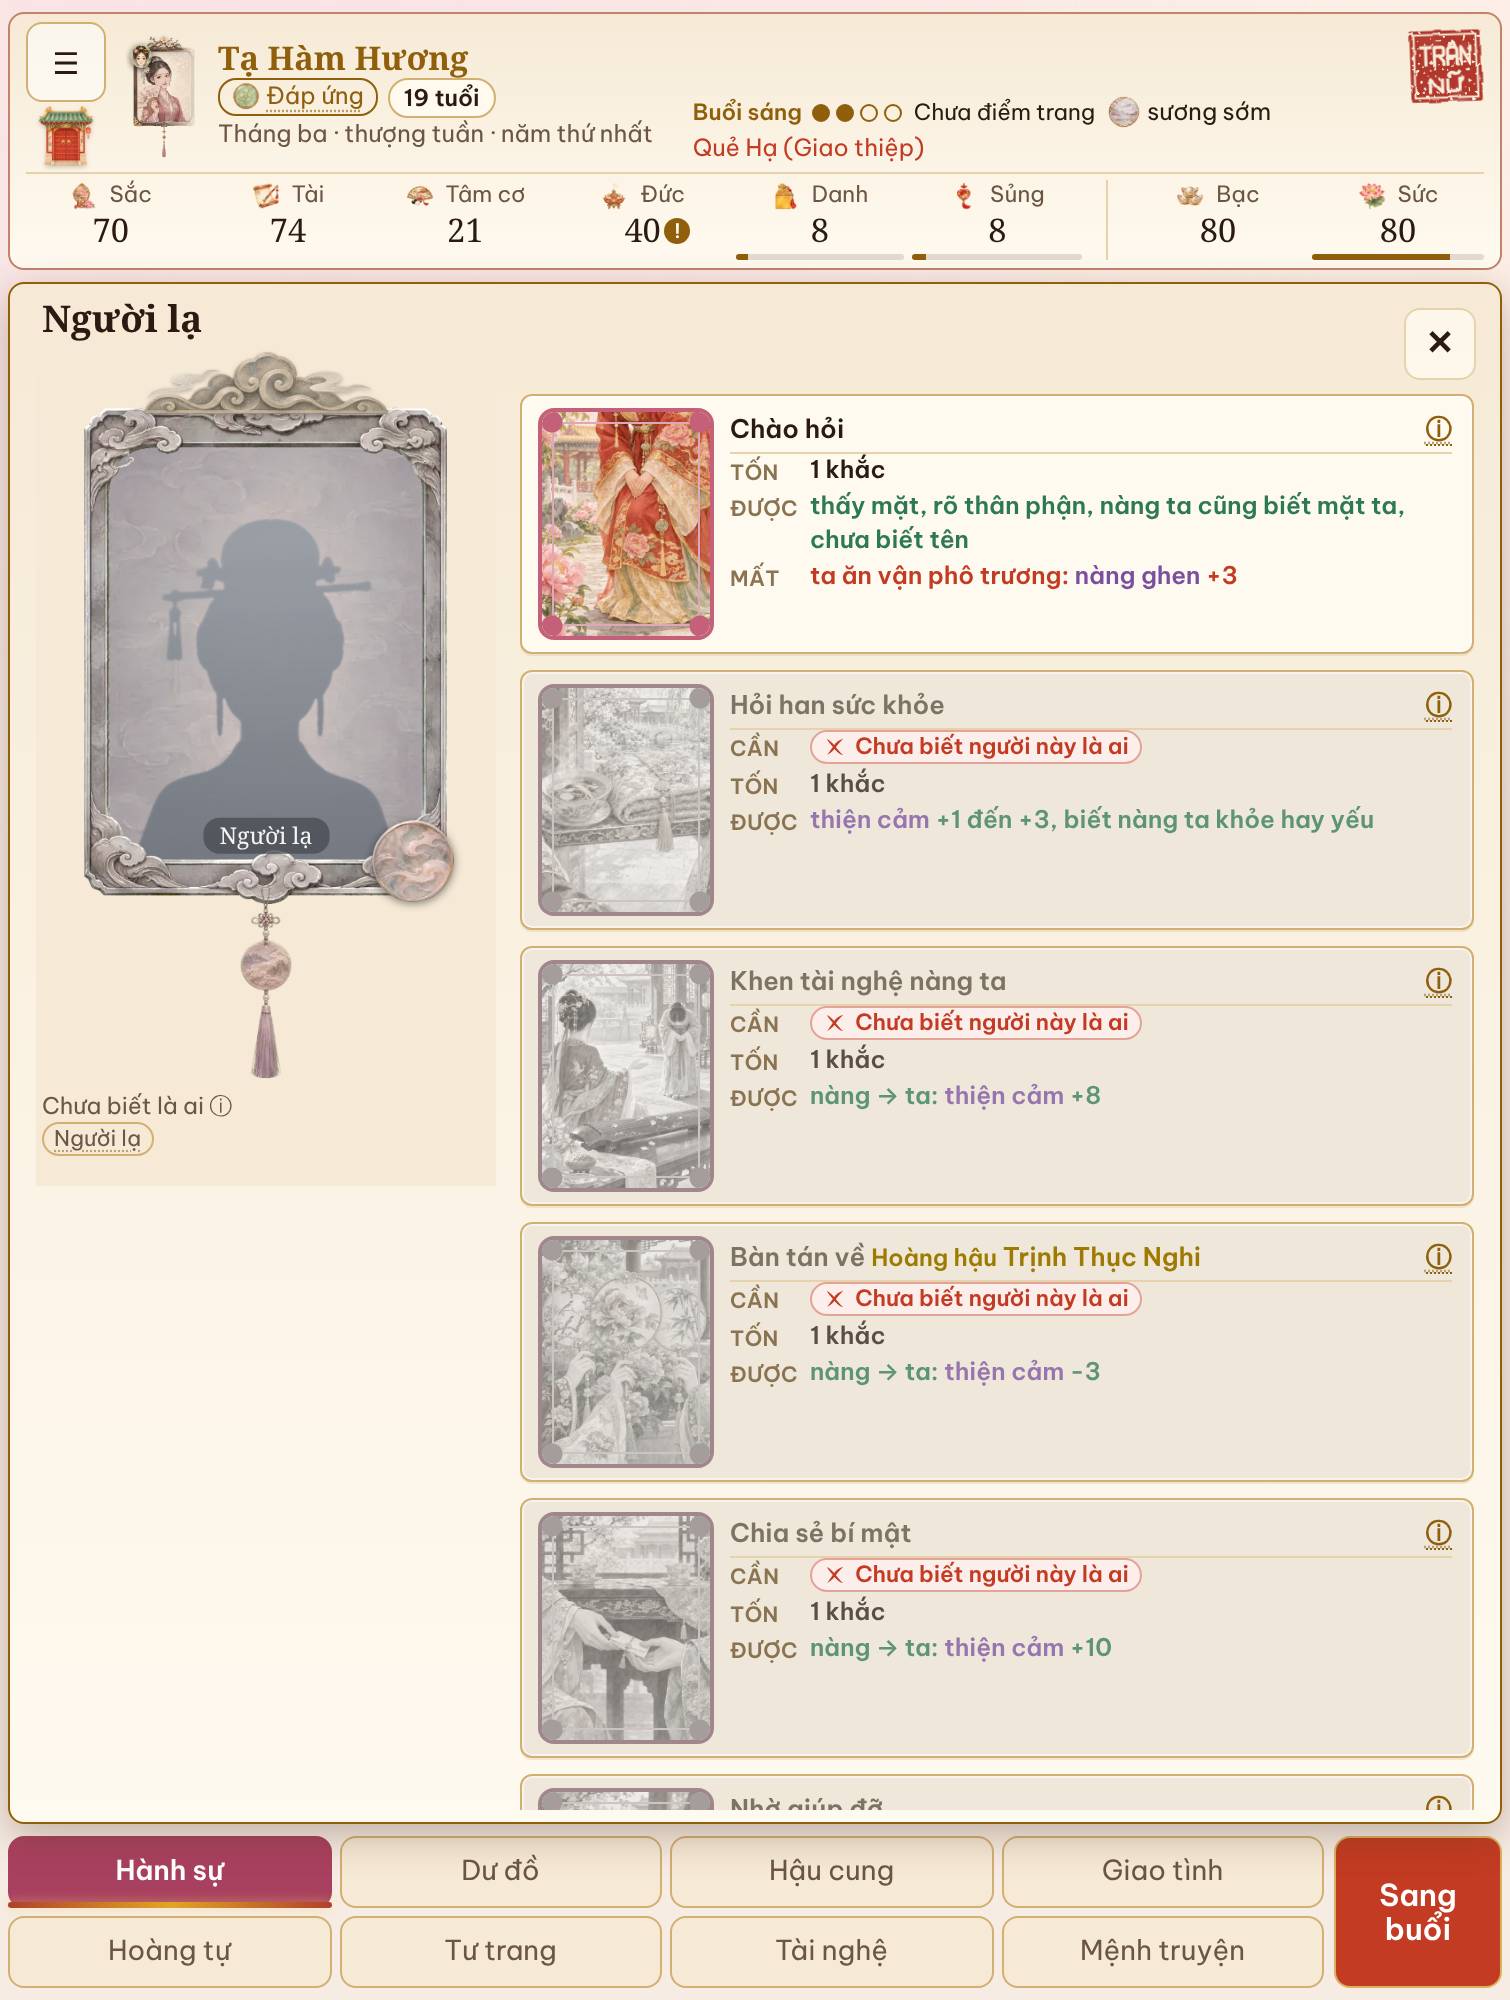 ☰
Tạ Hàm Hương
Đáp ứng
19 tuổi
Tháng ba · thượng tuần · năm thứ nhất
Buổi sáng
Chưa điểm trang
sương sớm
Quẻ Hạ (Giao thiệp)
TRÂN
NỮ
Sắc
70
Tài
74
Tâm cơ
21
Đức
40!
Danh
8
Sủng
8
Bạc
80
Sức
80
Người lạ
✕
Người lạ
Chưa biết là ai ⓘ
Người lạ
Chào hỏi ⓘ
TỐN 1 khắc
ĐƯỢC thấy mặt, rõ thân phận, nàng ta cũng biết mặt ta,
chưa biết tên
MẤT ta ăn vận phô trương: nàng ghen +3
Hỏi han sức khỏe ⓘ
CẦN ✕ Chưa biết người này là ai
TỐN 1 khắc
ĐƯỢC thiện cảm +1 đến +3, biết nàng ta khỏe hay yếu
Khen tài nghệ nàng ta ⓘ
CẦN ✕ Chưa biết người này là ai
TỐN 1 khắc
ĐƯỢC nàng → ta: thiện cảm +8
Bàn tán về Hoàng hậu Trịnh Thục Nghi ⓘ
CẦN ✕ Chưa biết người này là ai
TỐN 1 khắc
ĐƯỢC nàng → ta: thiện cảm -3
Chia sẻ bí mật ⓘ
CẦN ✕ Chưa biết người này là ai
TỐN 1 khắc
ĐƯỢC nàng → ta: thiện cảm +10
Nhờ giúp đỡ ⓘ
Hành sự
Dư đồ
Hậu cung
Giao tình
Hoàng tự
Tư trang
Tài nghệ
Mệnh truyện
Sang
buổi